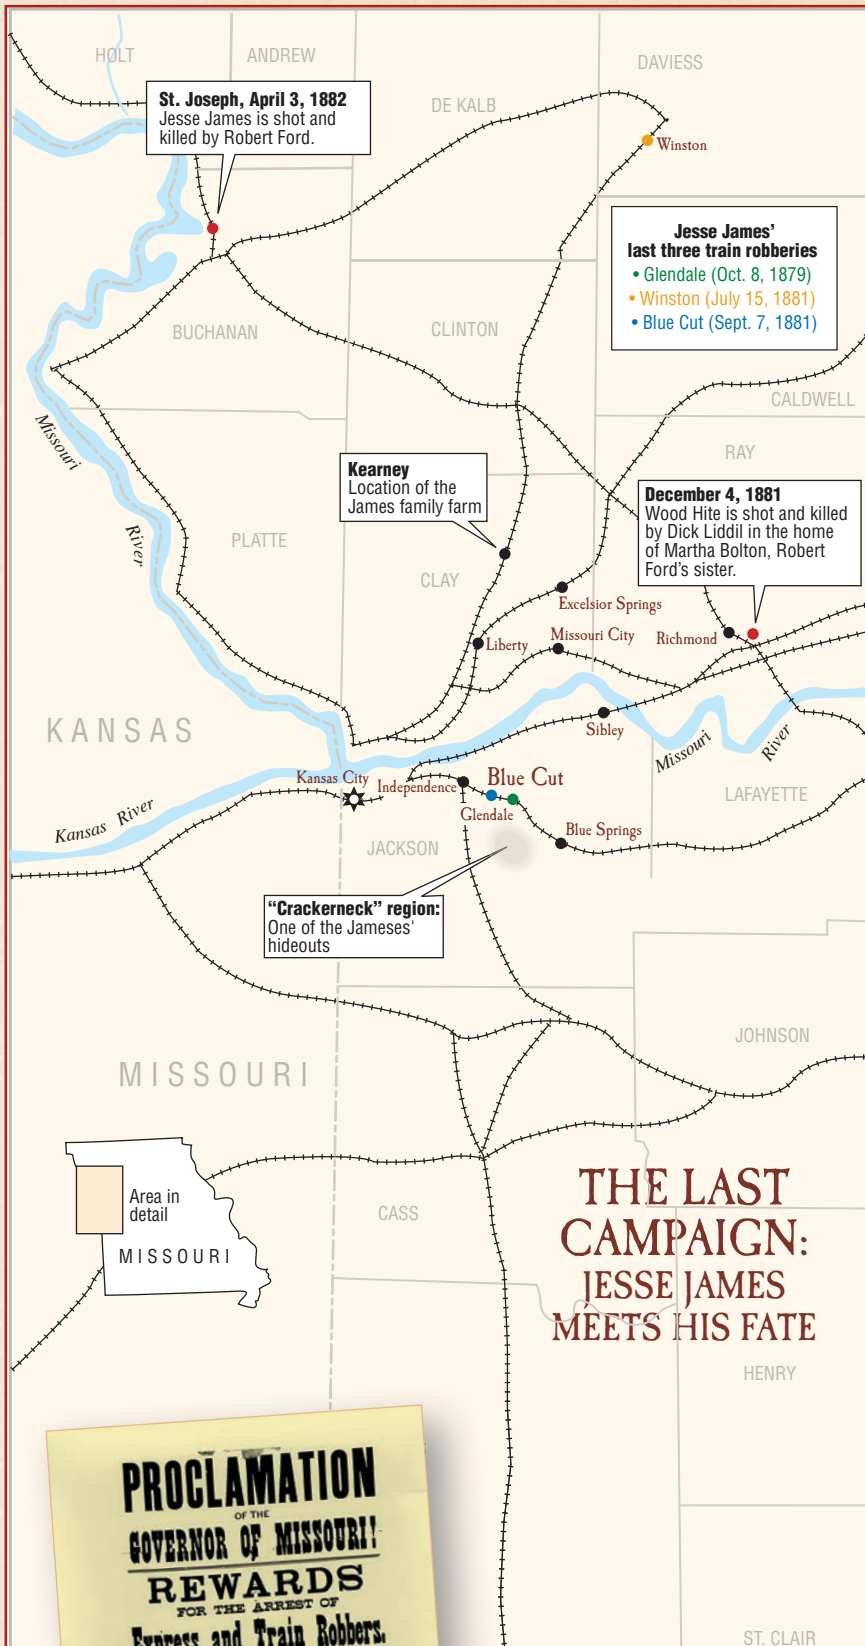 HOLT
ANDREW
DAVIESS
DE KALB
St. Joseph, April 3, 1882
Jesse James is shot and
killed by Robert Ford.
Winston
Jesse James'
last three train robberies
• Glendale (Oct. 8, 1879)
• Winston (July 15, 1881)
• Blue Cut (Sept. 7, 1881)
BUCHANAN
CLINTON
CALDWELL
Missouri
River
RAY
Kearney
Location of the
James family farm
December 4, 1881
Wood Hite is shot and killed
by Dick Liddil in the home
of Martha Bolton, Robert
Ford's sister.
PLATTE
CLAY
Excelsior Springs
Liberty
Missouri City
Richmond
KANSAS
Sibley
Missouri River
Kansas City
Independence
Blue Cut
LAFAYETTE
Kansas River
Glendale
Blue Springs
JACKSON
"Crackerneck" region:
One of the Jameses'
hideouts
JOHNSON
MISSOURI
Area in
detail
MISSOURI
CASS
THE LAST
CAMPAIGN:
JESSE JAMES
MEETS HIS FATE
HENRY
PROCLAMATION
OF THE
GOVERNOR OF MISSOURI!
REWARDS
FOR THE ARREST OF
Express and Train Robbers.
ST. CLAIR